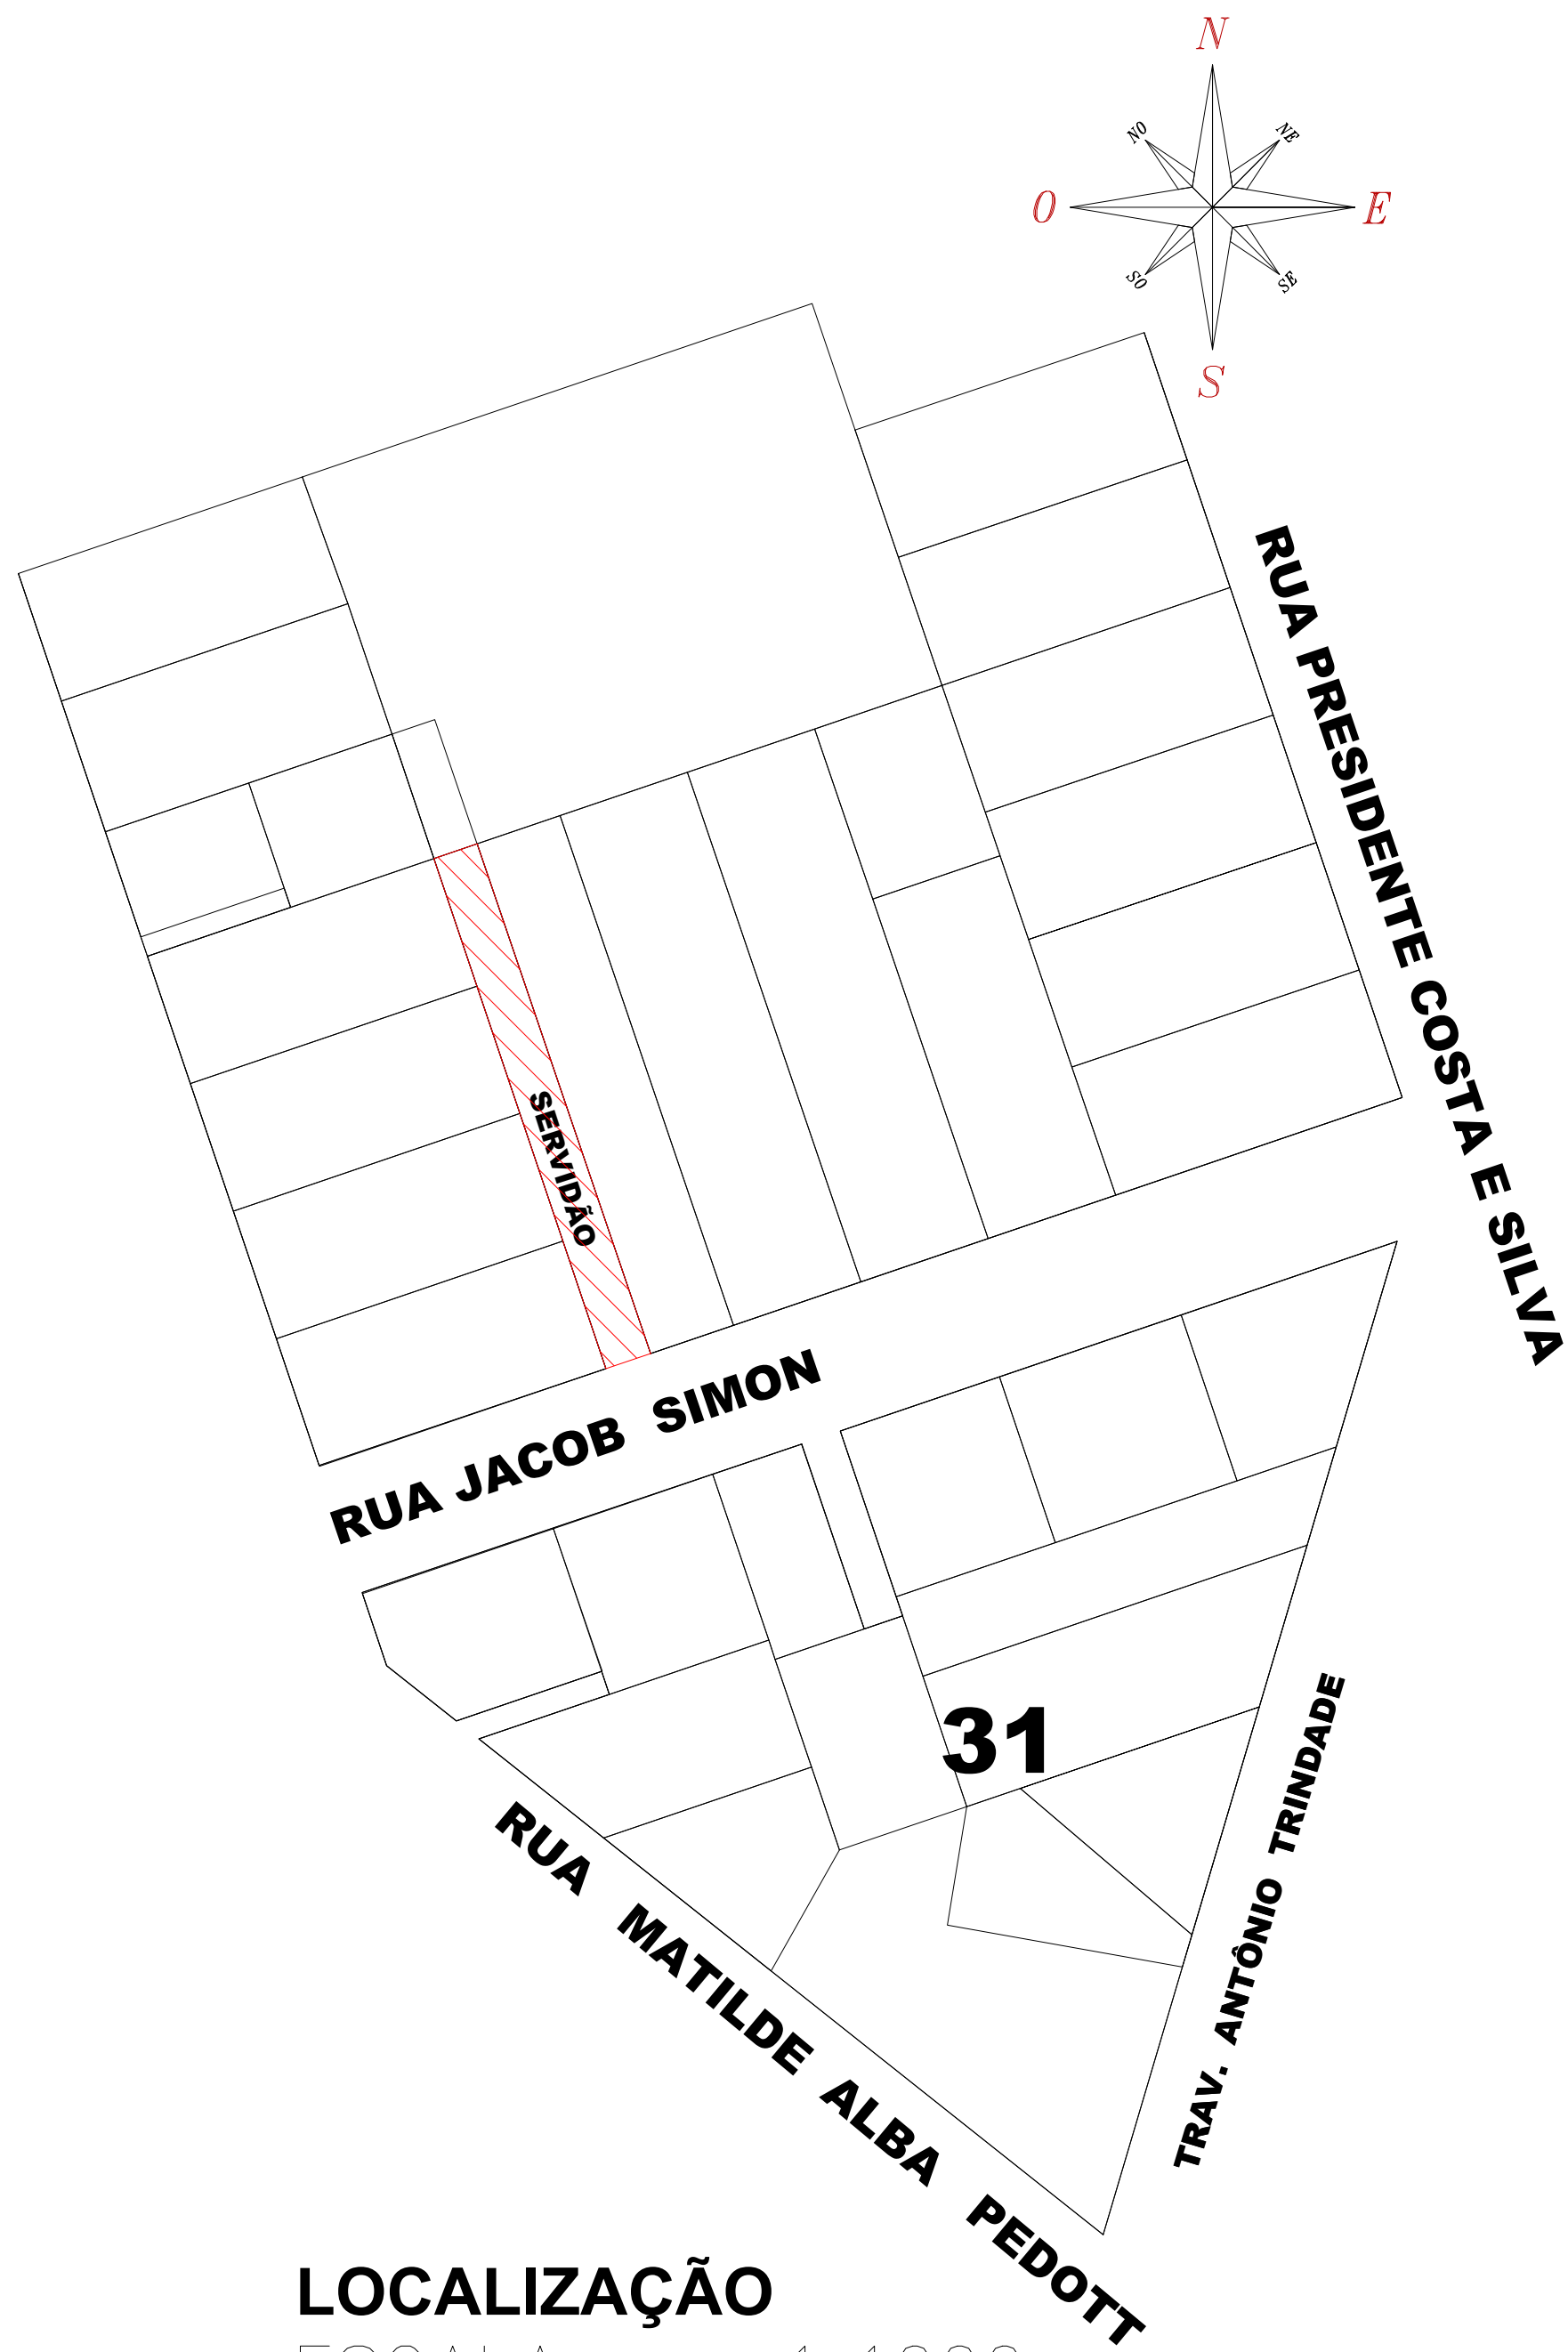 N
NO
NE
O
E
SO
SE
S
RUA PRESIDENTE COSTA E SILVA
SERVIDÃO
RUA JACOB SIMON
31
TRAV. ANTÔNIO TRINDADE
RUA MATILDE ALBA PEDOTT
LOCALIZAÇÃO